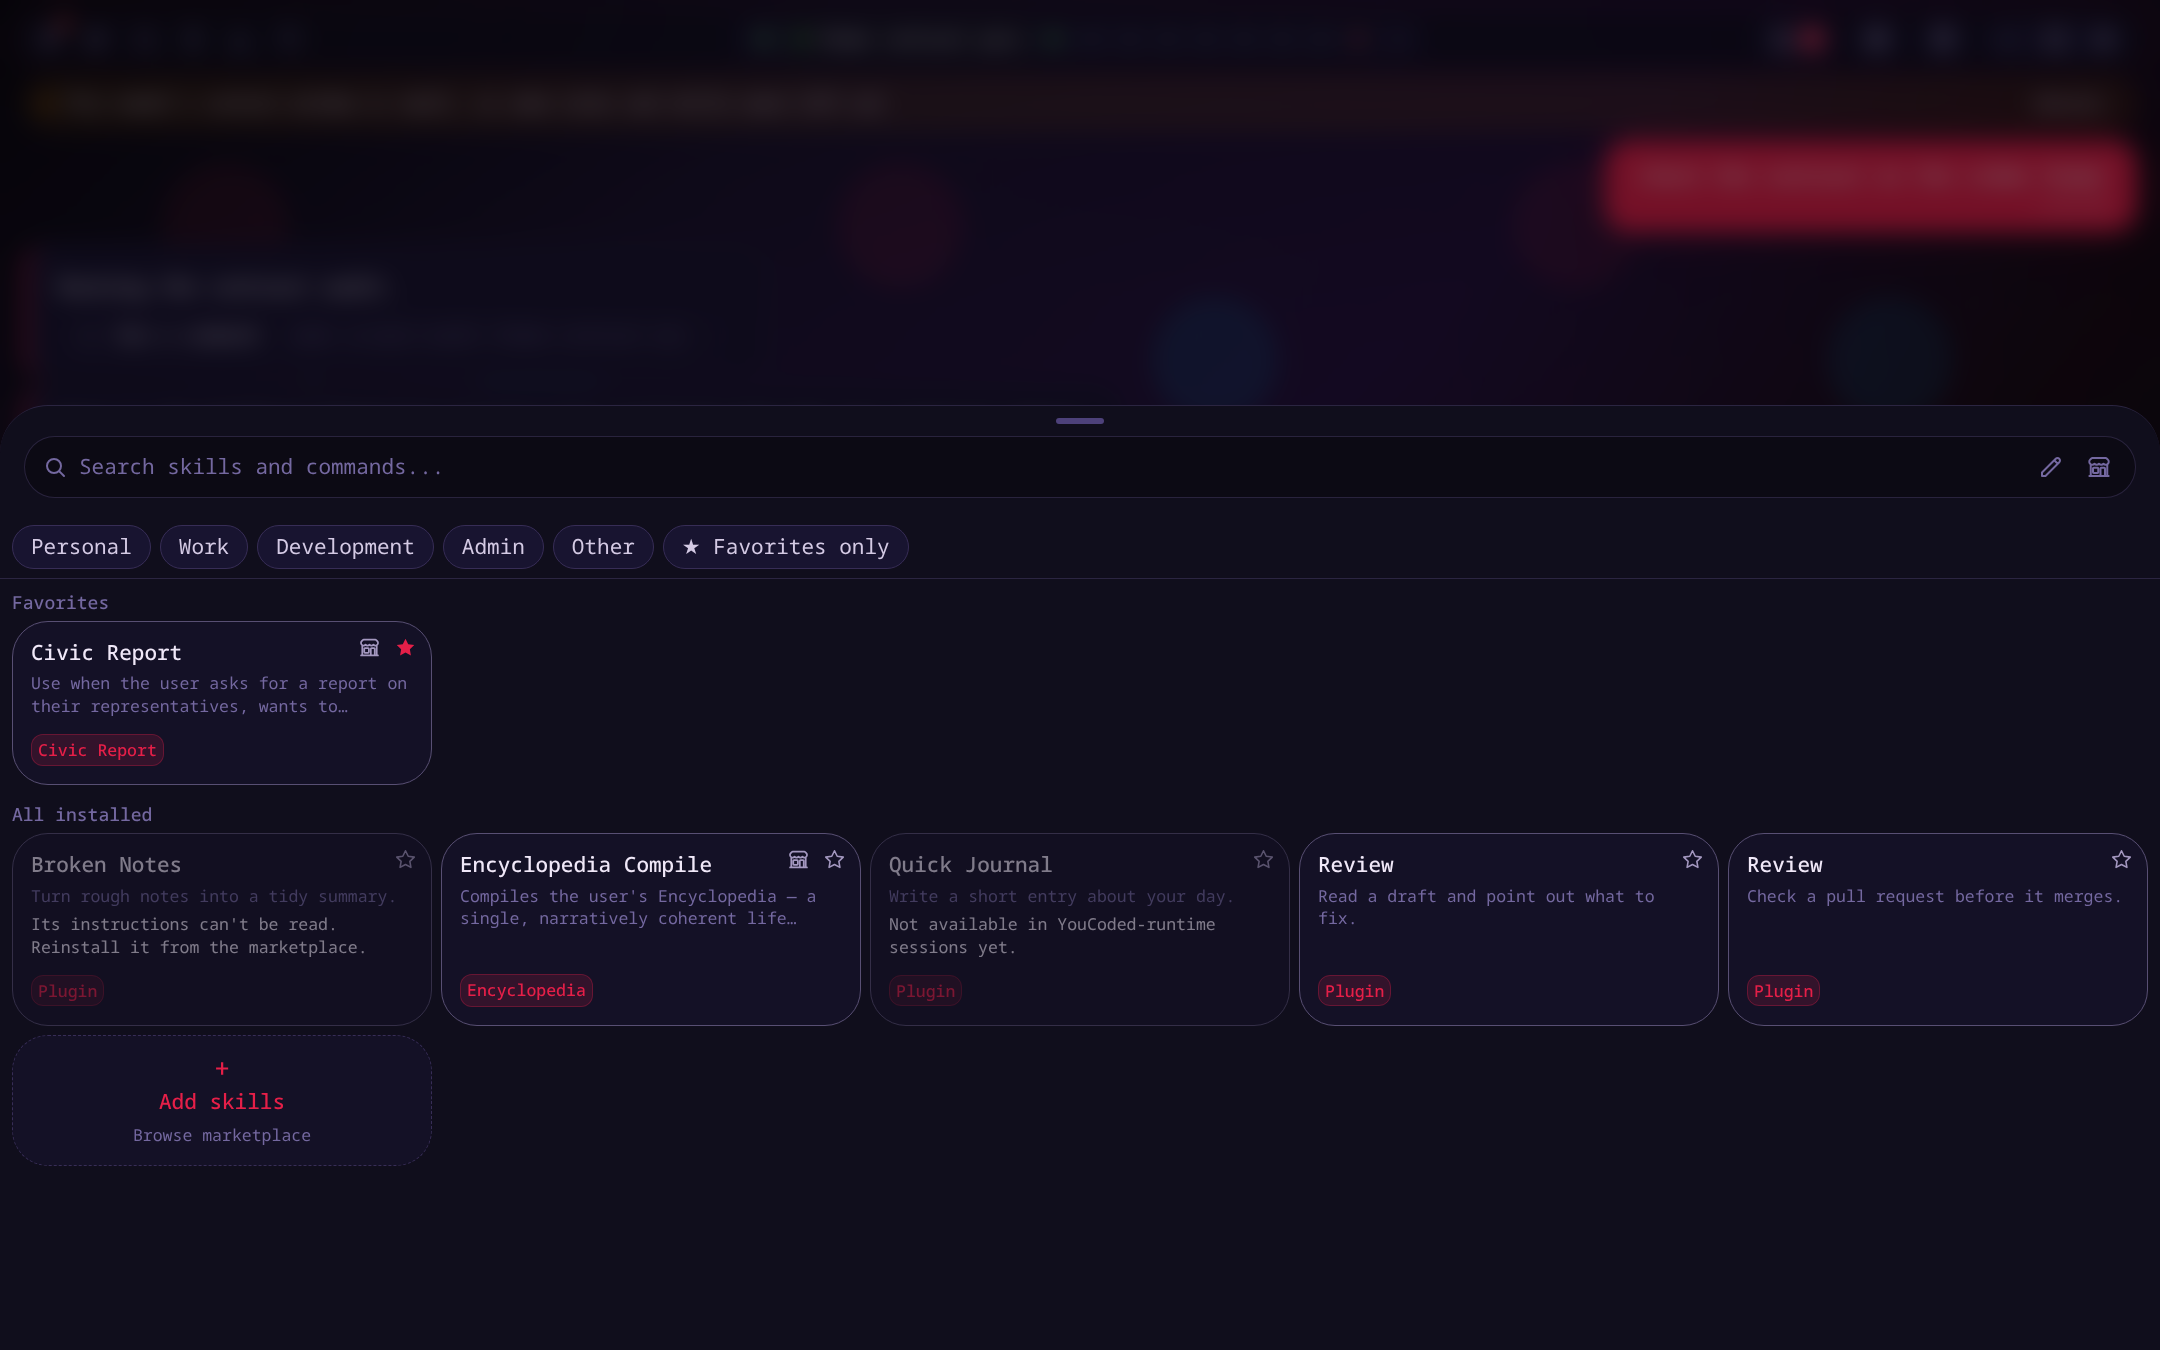 Search skills and commands...
Personal
Work
Development
Admin
Other
★ Favorites only
Favorites
Civic Report
Use when the user asks for a report on
their representatives, wants to…
Civic Report
All installed
Broken Notes
Turn rough notes into a tidy summary.
Its instructions can't be read.
Reinstall it from the marketplace.
Plugin
Encyclopedia Compile
Compiles the user's Encyclopedia — a
single, narratively coherent life…
Encyclopedia
Quick Journal
Write a short entry about your day.
Not available in YouCoded-runtime
sessions yet.
Plugin
Review
Read a draft and point out what to
fix.
Plugin
Review
Check a pull request before it merges.
Plugin
+
Add skills
Browse marketplace